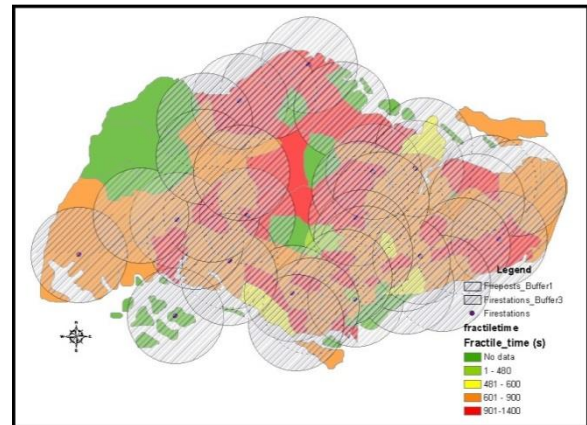 Legend
Fireposts_Buffer1
Firestations_Buffer3
Firestations
fractiletime
Fractile_time (s)
No data
1 - 480
481 - 600
601 - 900
901-1400